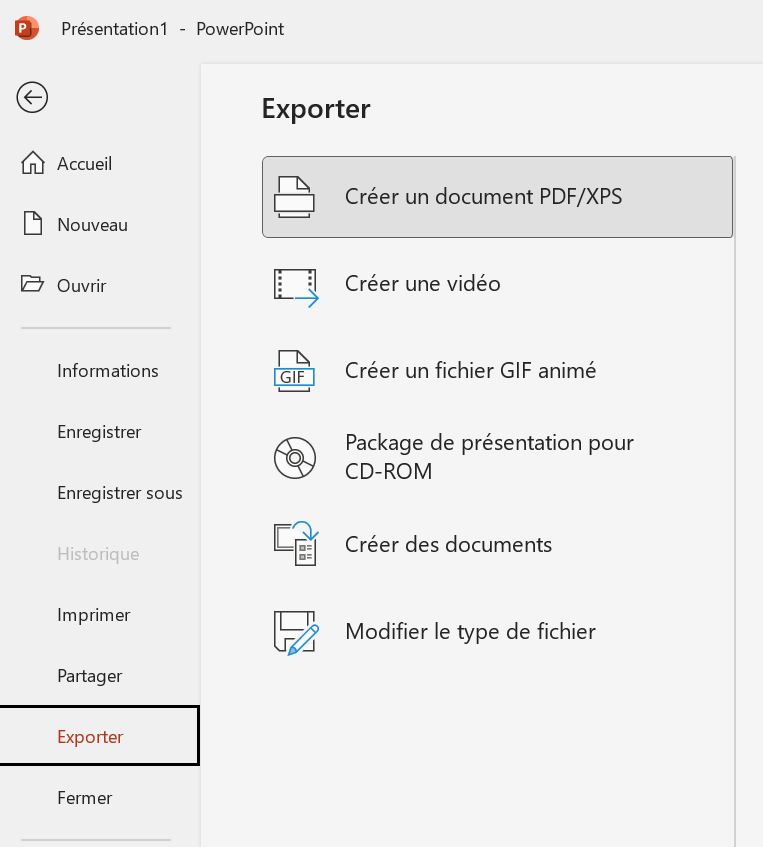 P
Présentation1 - PowerPoint
Exporter
Accueil
Nouveau
Ouvrir
Informations
Enregistrer
Enregistrer sous
Historique
Imprimer
Partager
Exporter
Fermer
Créer un document PDF/XPS
Créer une vidéo
GIF
Créer un fichier GIF animé
Package de présentation pour
CD-ROM
Créer des documents
Modifier le type de fichier